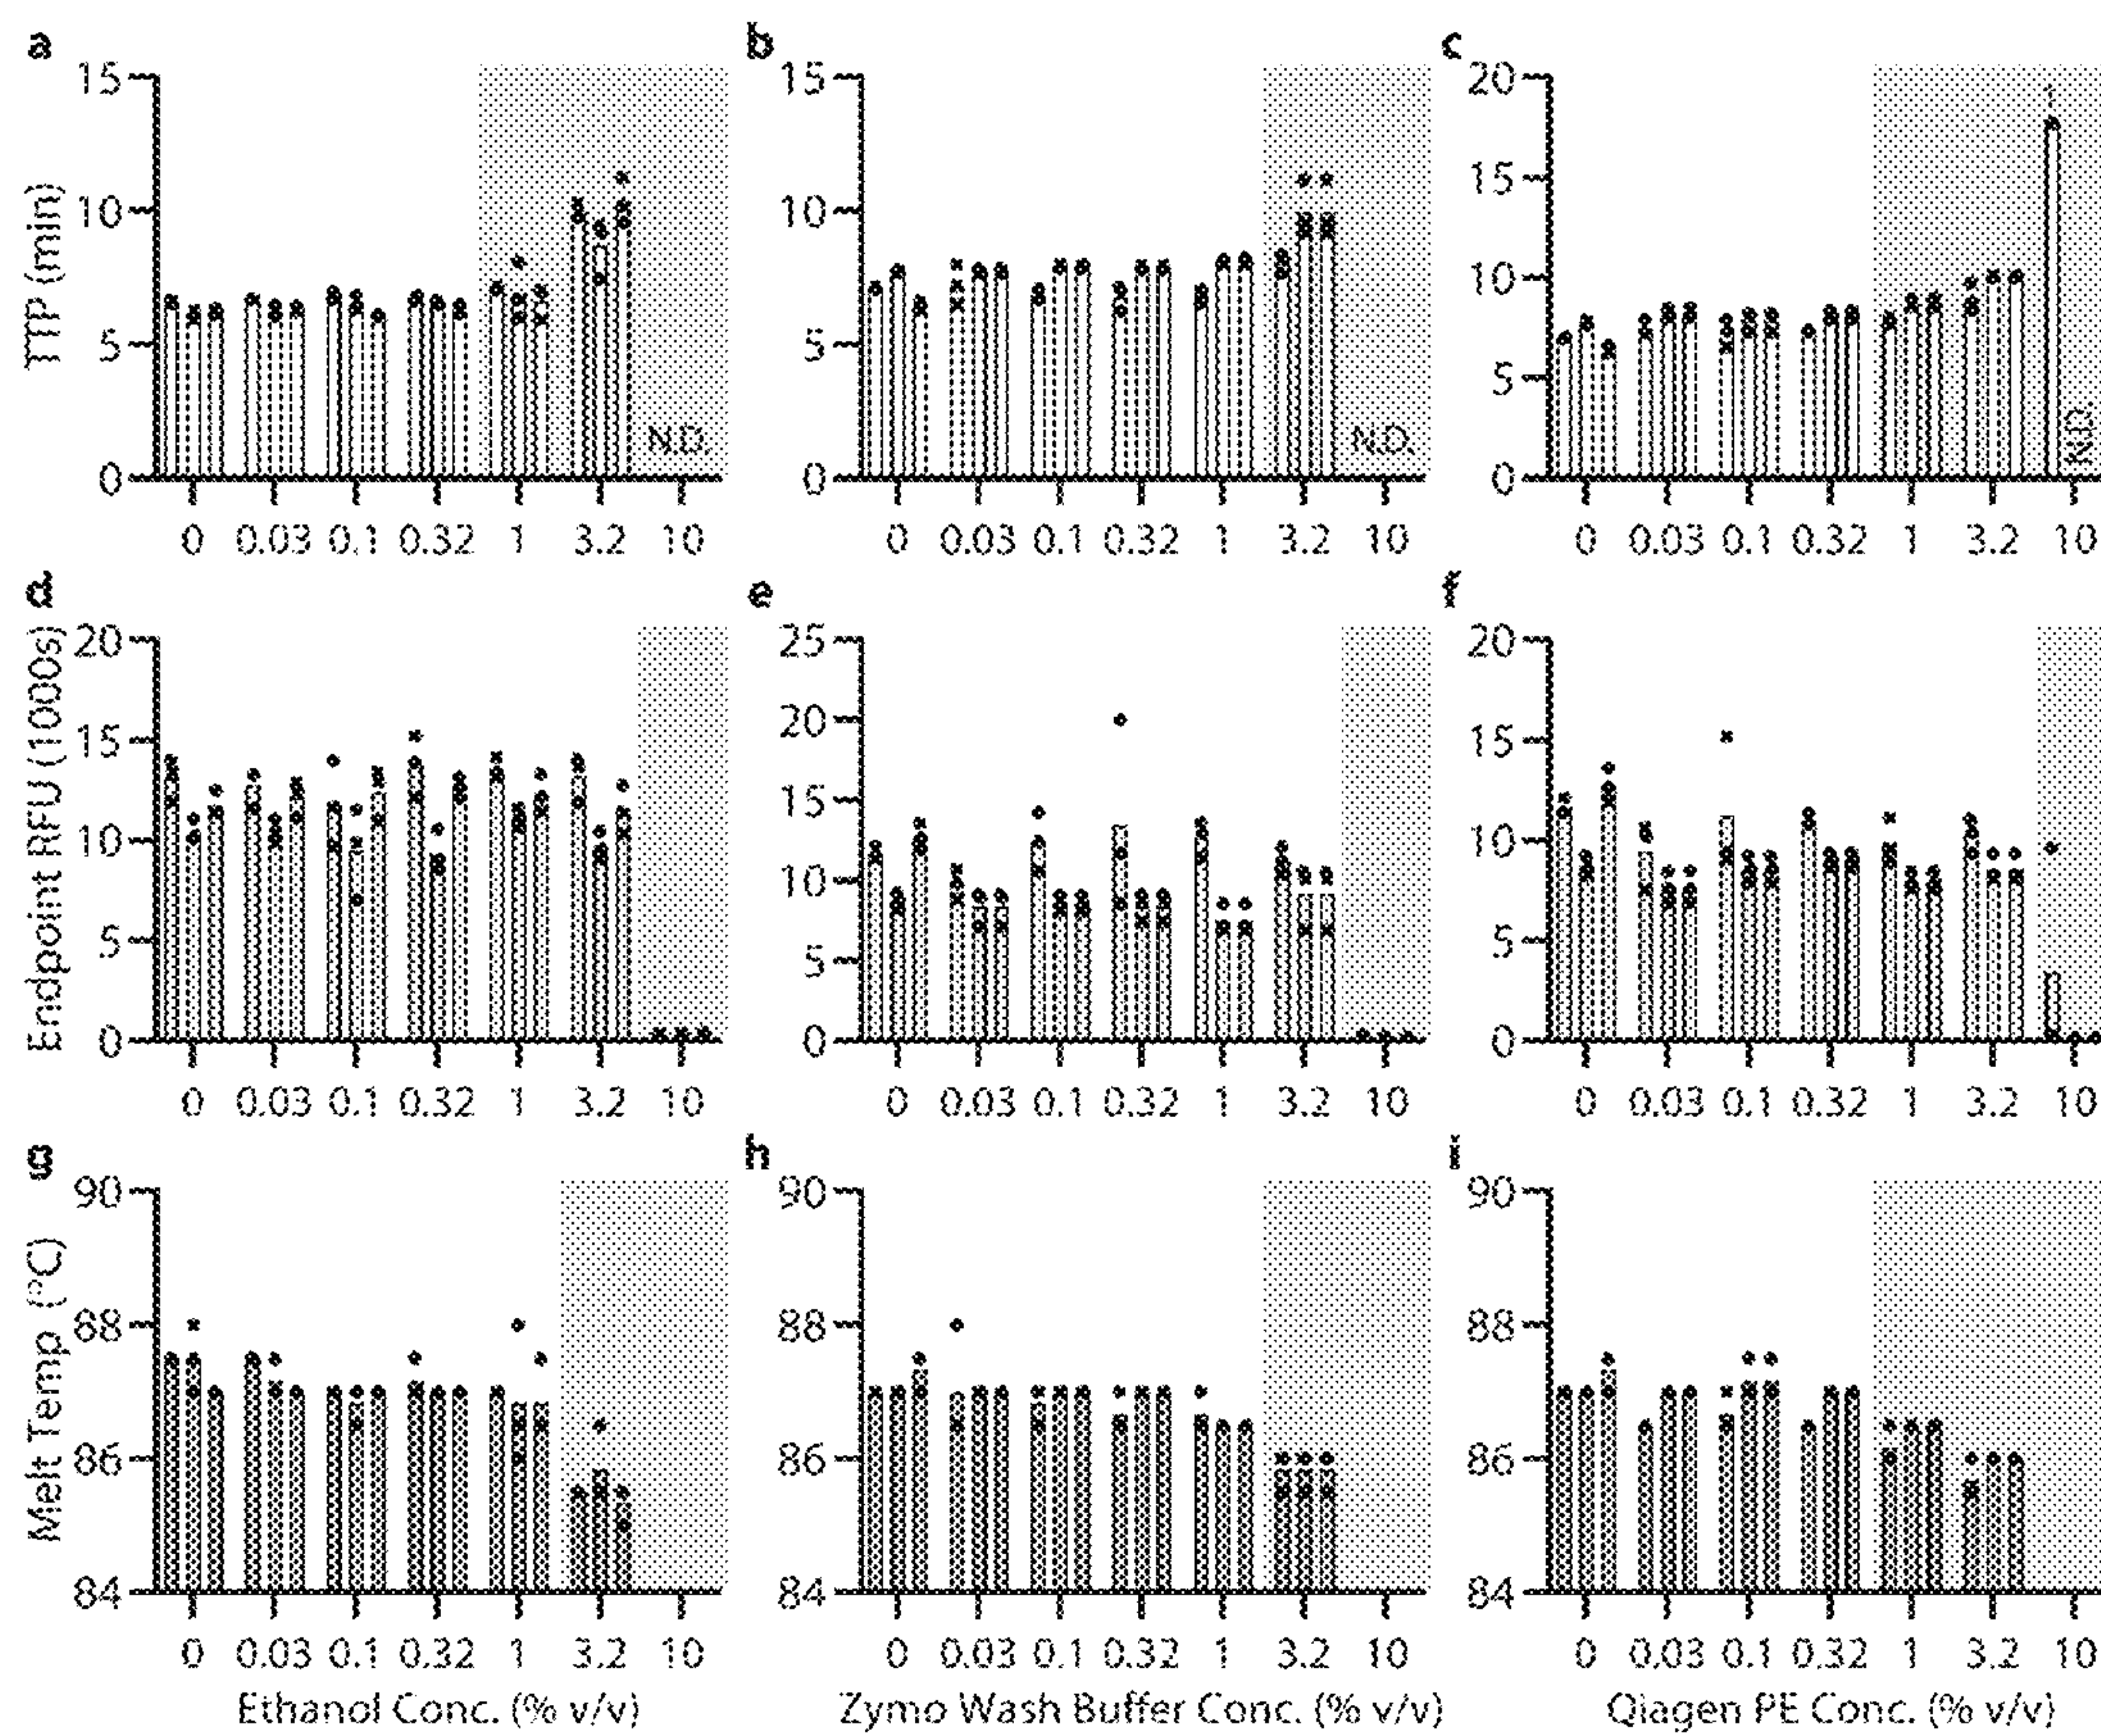 a b c
TTP (min)
15 10 5 0
N.D.
0 0.03 0.1 0.32 1 3.2 10
15 10 5 0
N.D.
0 0.03 0.1 0.32 1 3.2 10
20 15 10 5 0
N.D.
0 0.03 0.1 0.32 1 3.2 10
d e f
Endpoint RFU (1000s)
20 15 10 5 0
0 0.03 0.1 0.32 1 3.2 10
25 20 15 10 5 0
0 0.03 0.1 0.32 1 3.2 10
20 15 10 5 0
0 0.03 0.1 0.32 1 3.2 10
g h i
Melt Temp (°C)
90 88 86 84
0 0.03 0.1 0.32 1 3.2 10
Ethanol Conc. (% v/v)
90 88 86 84
0 0.03 0.1 0.32 1 3.2 10
Zymo Wash Buffer Conc. (% v/v)
90 88 86 84
0 0.03 0.1 0.32 1 3.2 10
Qiagen PE Conc. (% v/v)